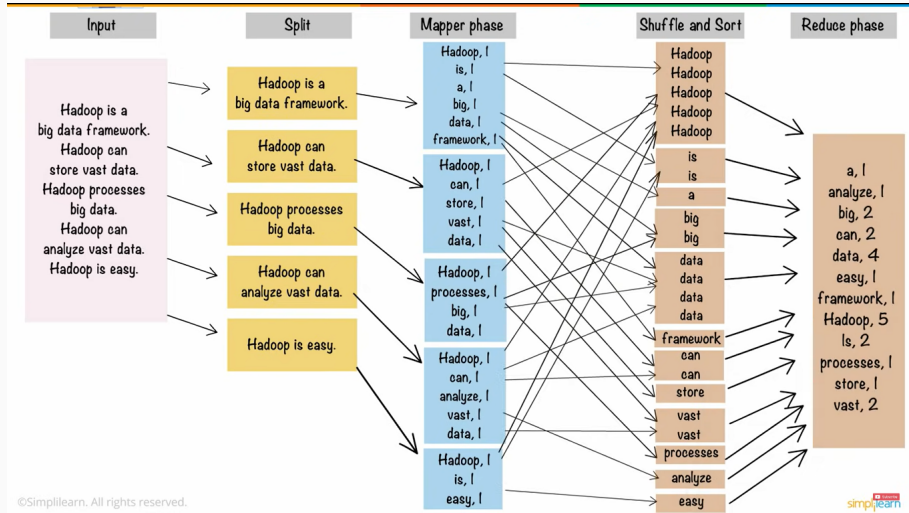 Input
Split
Mapper phase
Shuffle and Sort
Reduce phase
Hadoop is a
big data framework.
Hadoop can
store vast data.
Hadoop processes
big data.
Hadoop can
analyze vast data.
Hadoop is easy.
Hadoop is a
big data framework.
Hadoop can
store vast data.
Hadoop processes
big data.
Hadoop can
analyze vast data.
Hadoop is easy.
Hadoop, 1
is, 1
a, 1
big, 1
data, 1
framework, 1
Hadoop, 1
can, 1
store, 1
vast, 1
data, 1
Hadoop, 1
processes, 1
big, 1
data, 1
Hadoop, 1
can, 1
analyze, 1
vast, 1
data, 1
Hadoop, 1
is, 1
easy, 1
Hadoop
Hadoop
Hadoop
Hadoop
Hadoop
is
is
a
big
big
data
data
data
data
framework
can
can
store
vast
vast
processes
analyze
easy
a, 1
analyze, 1
big, 2
can, 2
data, 4
easy, 1
framework, 1
Hadoop, 5
Is, 2
processes, 1
store, 1
vast, 2
©Simplilearn. All rights reserved.
simplilearn